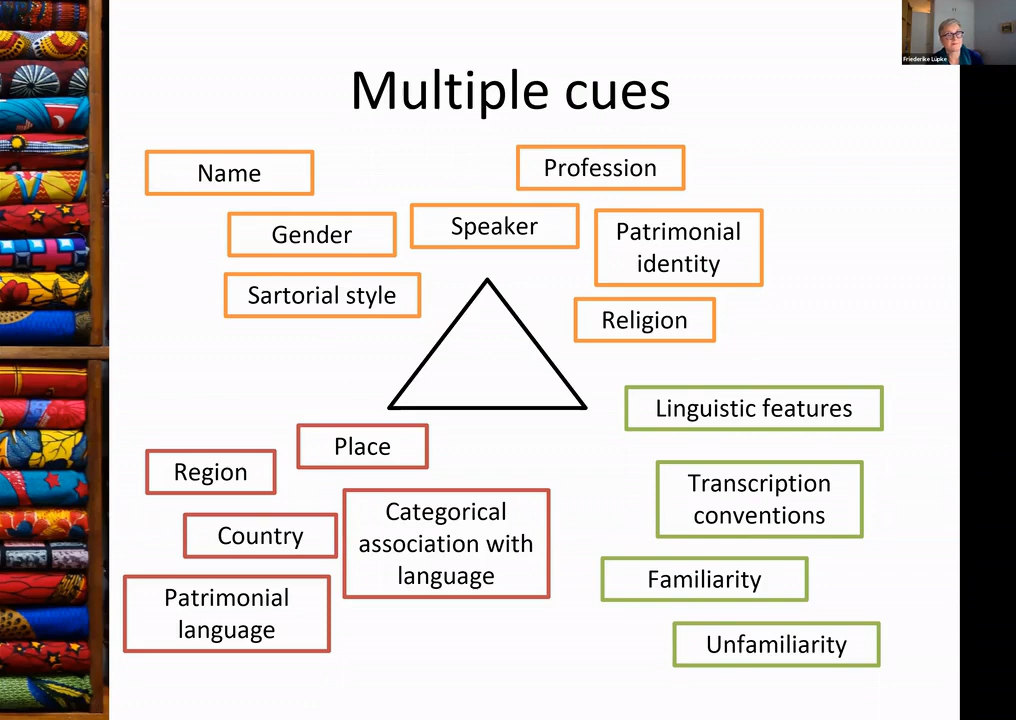 Friederike Lüpke
Multiple cues
Name
Profession
Gender
Speaker
Patrimonial
identity
Sartorial style
Religion
Linguistic features
Place
Region
Transcription
conventions
Categorical
association with
language
Country
Familiarity
Patrimonial
language
Unfamiliarity